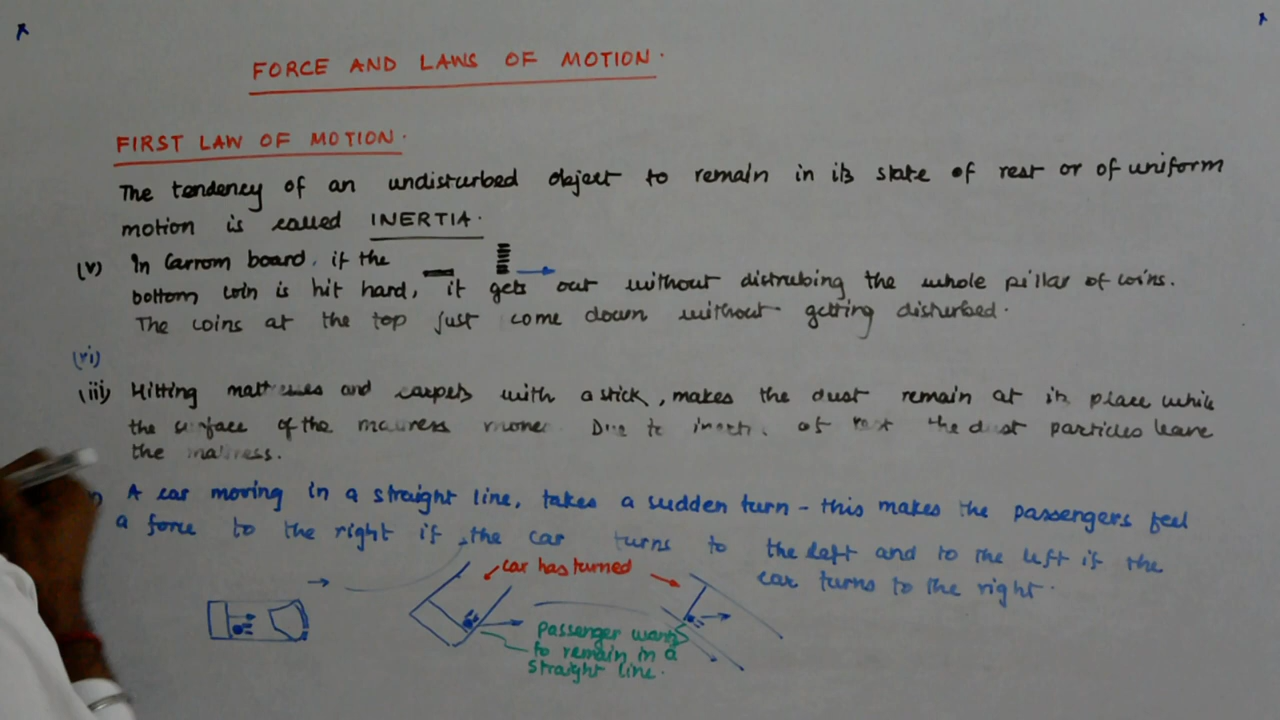 FORCE AND LAWS OF MOTION.
FIRST LAW OF MOTION.
The tendency of an undisturbed object to remain in its state of rest or of uniform
motion is called INERTIA.
(v) In Carrom board, if the
bottom coin is hit hard, it gets out without distrubing the whole pillar of coins.
The coins at the top just come down without getting disturbed.
(vi)
(iii) Hitting mattresses and carpets with a stick, makes the dust remain at its place while
the surface of the mattress moves. Due to inertia of rest the dust particles leave
the mattress.
A car moving in a straight line, takes a sudden turn - this makes the passengers feel
a force to the right if the car turns to the left and to the left if the
car turns to the right.
car has turned
Passenger wants
to remain in a
straight line.